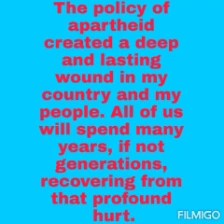 The policy of
apartheid
created a deep
and lasting
wound in my
country and my
people. All of us
will spend many
years, if not
generations,
recovering from
that profound
hurt.
FILMIGO